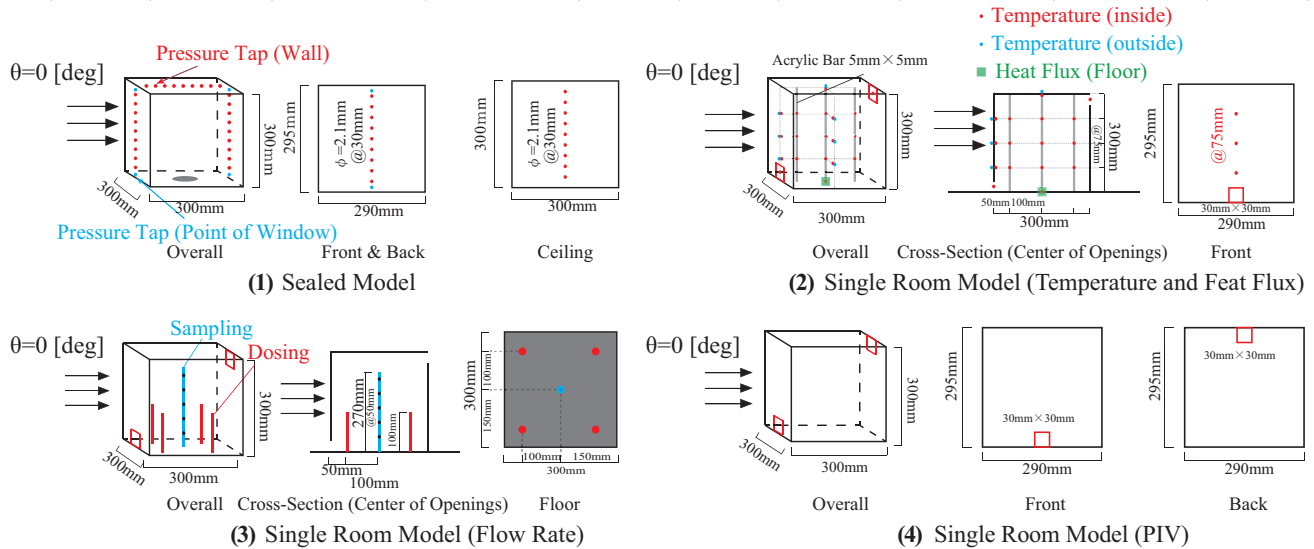 θ=0 [deg]
Pressure Tap (Wall)
300mm
300mm
300mm
Pressure Tap (Point of Window)
Overall
295mm
ϕ=2.1mm
@30mm
290mm
Front & Back
300mm
ϕ=2.1mm
@30mm
300mm
Ceiling
(1) Sealed Model
Temperature (inside)
Temperature (outside)
Heat Flux (Floor)
θ=0 [deg]
Acrylic Bar 5mm×5mm
300mm
300mm
300mm
Overall
@75mm
300mm
50mm
100mm
300mm
Cross-Section (Center of Openings)
295mm
@75mm
30mm×30mm
290mm
Front
(2) Single Room Model (Temperature and Feat Flux)
θ=0 [deg]
Sampling
Dosing
300mm
300mm
300mm
Overall
270mm
@50mm
100mm
50mm
100mm
Cross-Section (Center of Openings)
300mm
100mm
150mm
100mm
150mm
300mm
Floor
(3) Single Room Model (Flow Rate)
θ=0 [deg]
300mm
300mm
300mm
Overall
295mm
30mm×30mm
290mm
Front
295mm
30mm×30mm
290mm
Back
(4) Single Room Model (PIV)